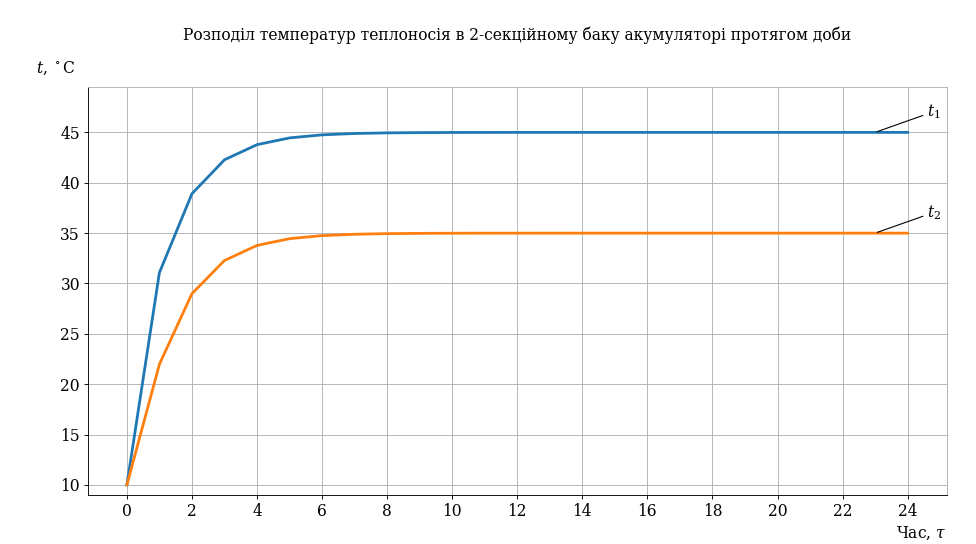 Розподіл температур теплоносія в 2-секційному баку акумуляторі протягом доби
t, °C
t₁
45
40
t₂
35
30
25
20
15
10
0 2 4 6 8 10 12 14 16 18 20 22 24
Час, τ